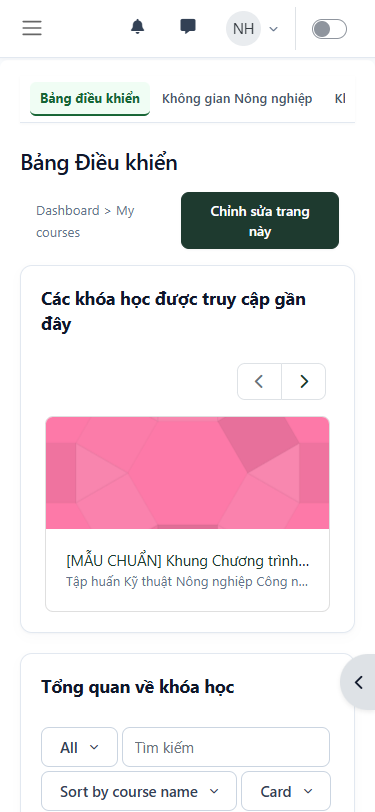 NH
Bảng điều khiển Không gian Nông nghiệp
Bảng Điều khiển
Dashboard > My courses
Chỉnh sửa trang này
Các khóa học được truy cập gần đây
[MẪU CHUẨN] Khung Chương trình...
Tập huấn Kỹ thuật Nông nghiệp Công n...
Tổng quan về khóa học
All
Tìm kiếm
Sort by course name
Card